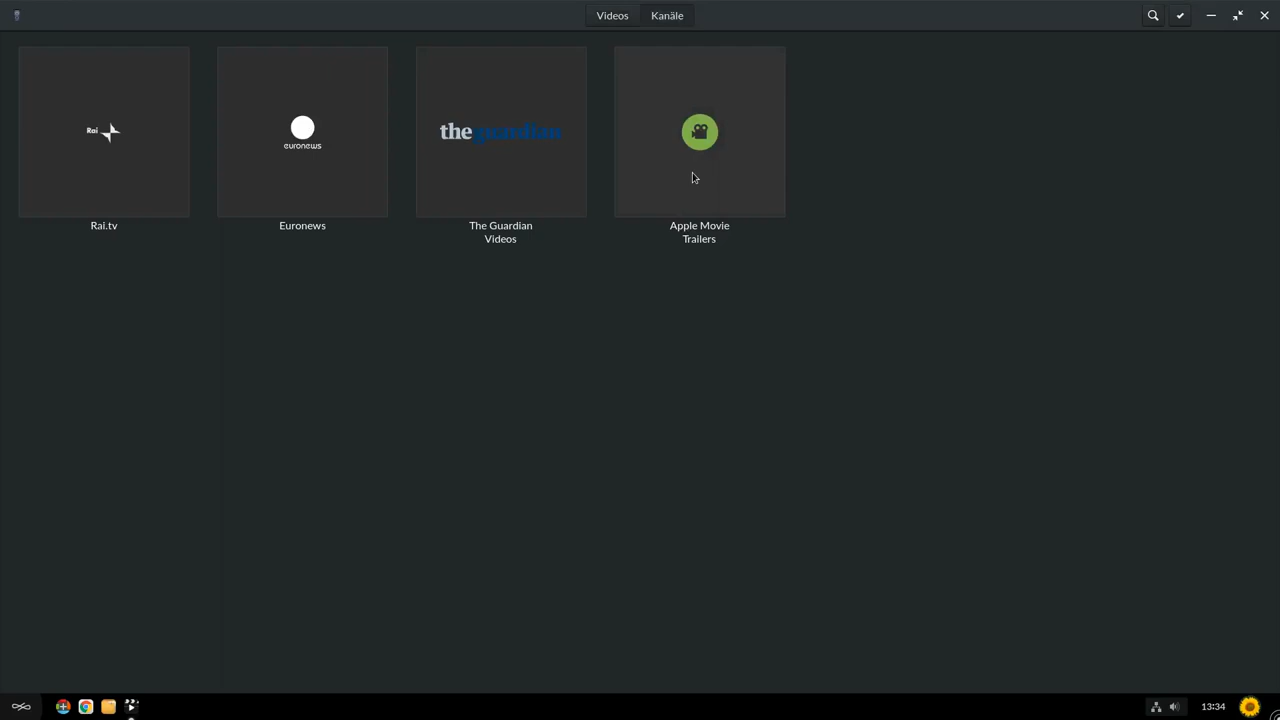 Videos
Kanäle
Rai
euronews
theguardian
Rai.tv
Euronews
The Guardian
Videos
Apple Movie
Trailers
13:34